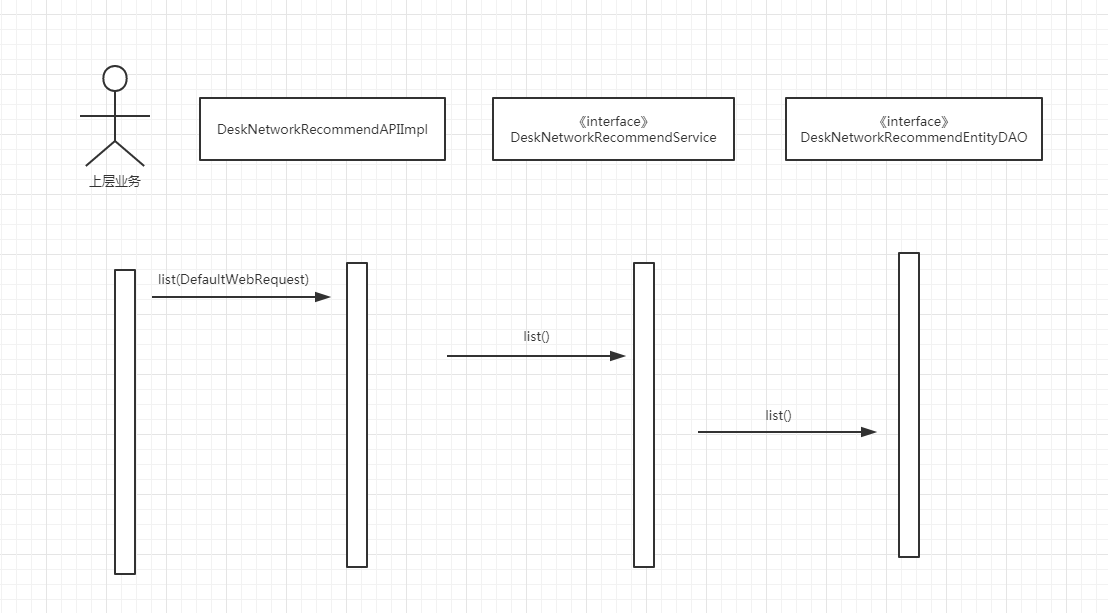 DeskNetworkRecommendAPIImpl
《interface》
DeskNetworkRecommendService
《interface》
DeskNetworkRecommendEntityDAO
上层业务
list(DefaultWebRequest)
list()
list()